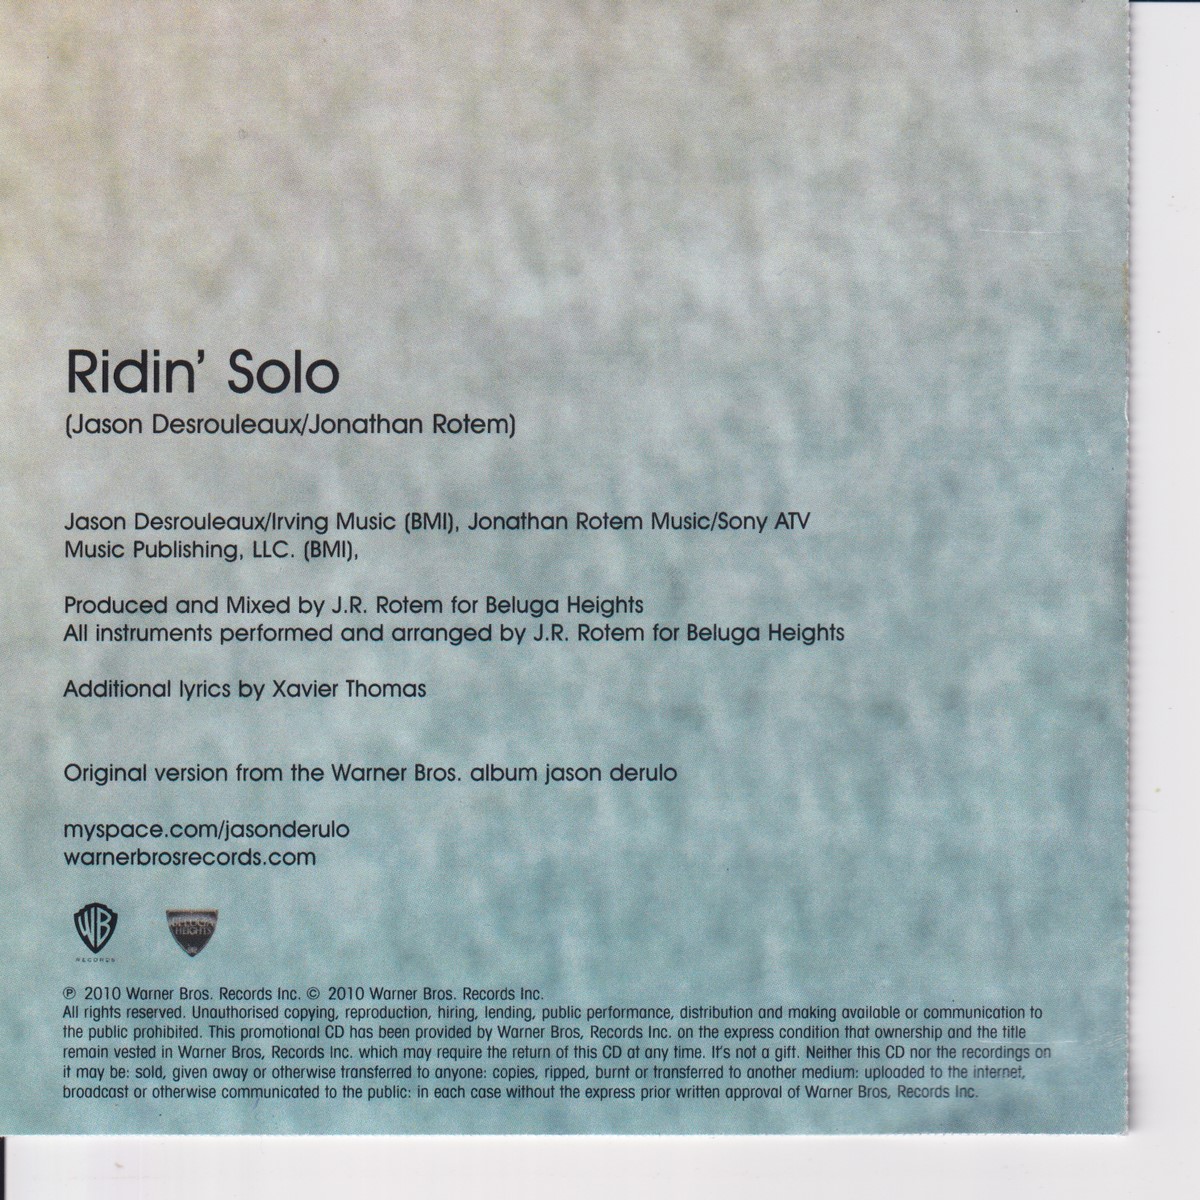 Ridin' Solo
(Jason Desrouleaux/Jonathan Rotem)
Jason Desrouleaux/Irving Music (BMI), Jonathan Rotem Music/Sony ATV
Music Publishing, LLC. (BMI),
Produced and Mixed by J.R. Rotem for Beluga Heights
All instruments performed and arranged by J.R. Rotem for Beluga Heights
Additional lyrics by Xavier Thomas
Original version from the Warner Bros. album jason derulo
myspace.com/jasonderulo
warnerbrosrecords.com
WB
RECORDS
BELUGA
HEIGHTS
℗ 2010 Warner Bros. Records Inc. © 2010 Warner Bros. Records Inc.
All rights reserved. Unauthorised copying, reproduction, hiring, lending, public performance, distribution and making available or communication to
the public prohibited. This promotional CD has been provided by Warner Bros, Records Inc. on the express condition that ownership and the title
remain vested in Warner Bros, Records Inc. which may require the return of this CD at any time. It's not a gift. Neither this CD nor the recordings on
it may be: sold, given away or otherwise transferred to anyone: copies, ripped, burnt or transferred to another medium: uploaded to the internet,
broadcast or otherwise communicated to the public: in each case without the express prior written approval of Warner Bros, Records Inc.